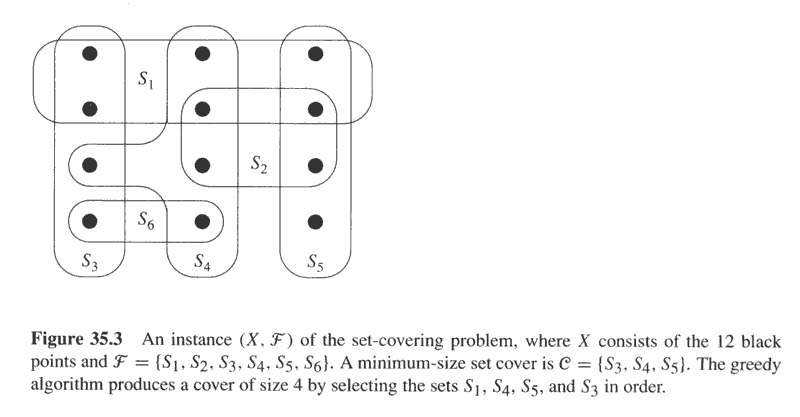 S₁
S₂
S₆
S₃ S₄ S₅
Figure 35.3 An instance (X, ℱ) of the set-covering problem, where X consists of the 12 black
points and ℱ = {S₁, S₂, S₃, S₄, S₅, S₆}. A minimum-size set cover is 𝒞 = {S₃, S₄, S₅}. The greedy
algorithm produces a cover of size 4 by selecting the sets S₁, S₄, S₅, and S₃ in order.